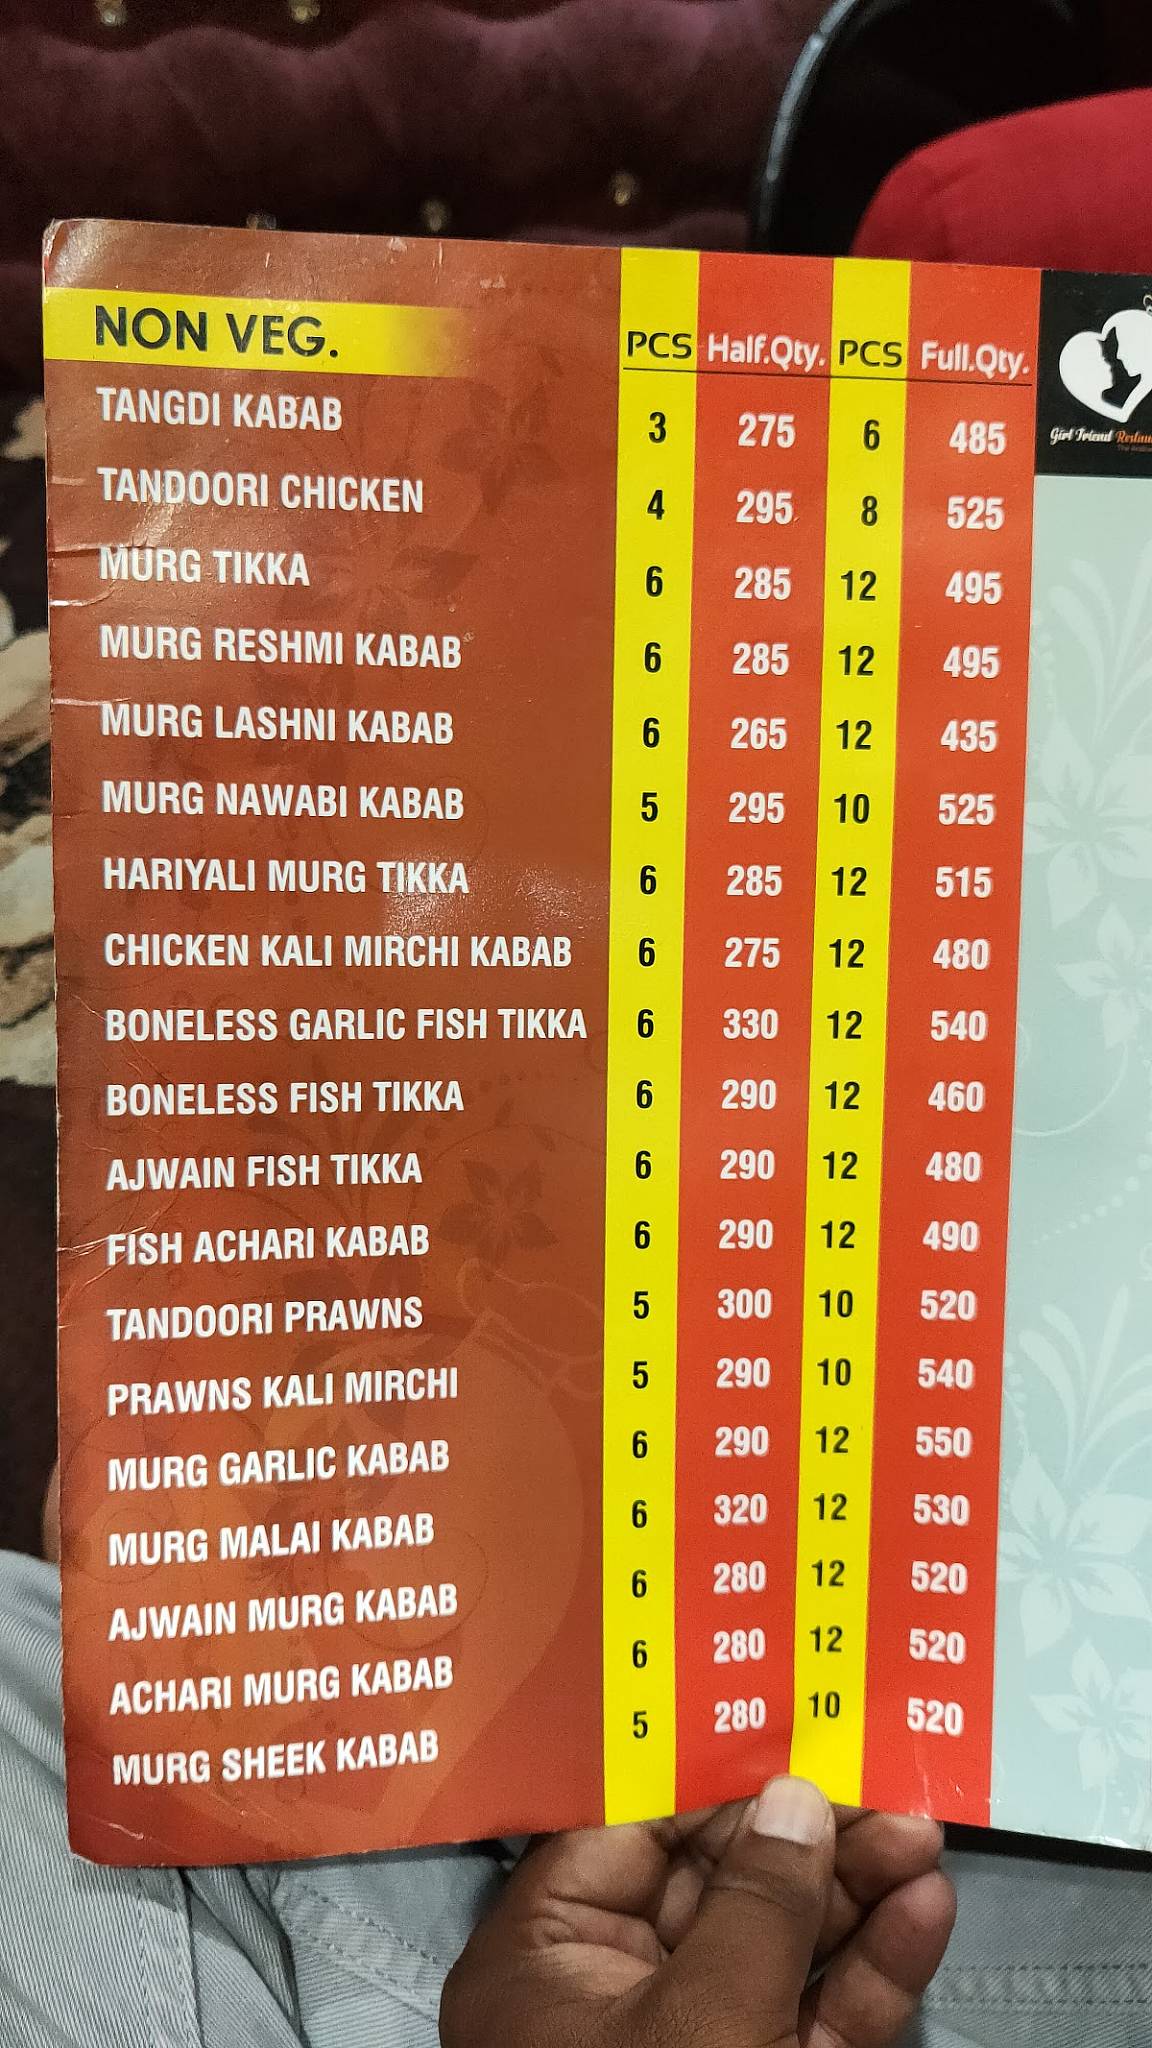 NON VEG. PCS Half.Qty. PCS Full.Qty.
TANGDI KABAB 3 275 6 485
TANDOORI CHICKEN 4 295 8 525
MURG TIKKA 6 285 12 495
MURG RESHMI KABAB 6 285 12 495
MURG LASHNI KABAB 6 265 12 435
MURG NAWABI KABAB 5 295 10 525
HARIYALI MURG TIKKA 6 285 12 515
CHICKEN KALI MIRCHI KABAB 6 275 12 480
BONELESS GARLIC FISH TIKKA 6 330 12 540
BONELESS FISH TIKKA 6 290 12 460
AJWAIN FISH TIKKA 6 290 12 480
FISH ACHARI KABAB 6 290 12 490
TANDOORI PRAWNS 5 300 10 520
PRAWNS KALI MIRCHI 5 290 10 540
MURG GARLIC KABAB 6 290 12 550
MURG MALAI KABAB 6 320 12 530
AJWAIN MURG KABAB 6 280 12 520
ACHARI MURG KABAB 6 280 12 520
MURG SHEEK KABAB 5 280 10 520
Girl Friend